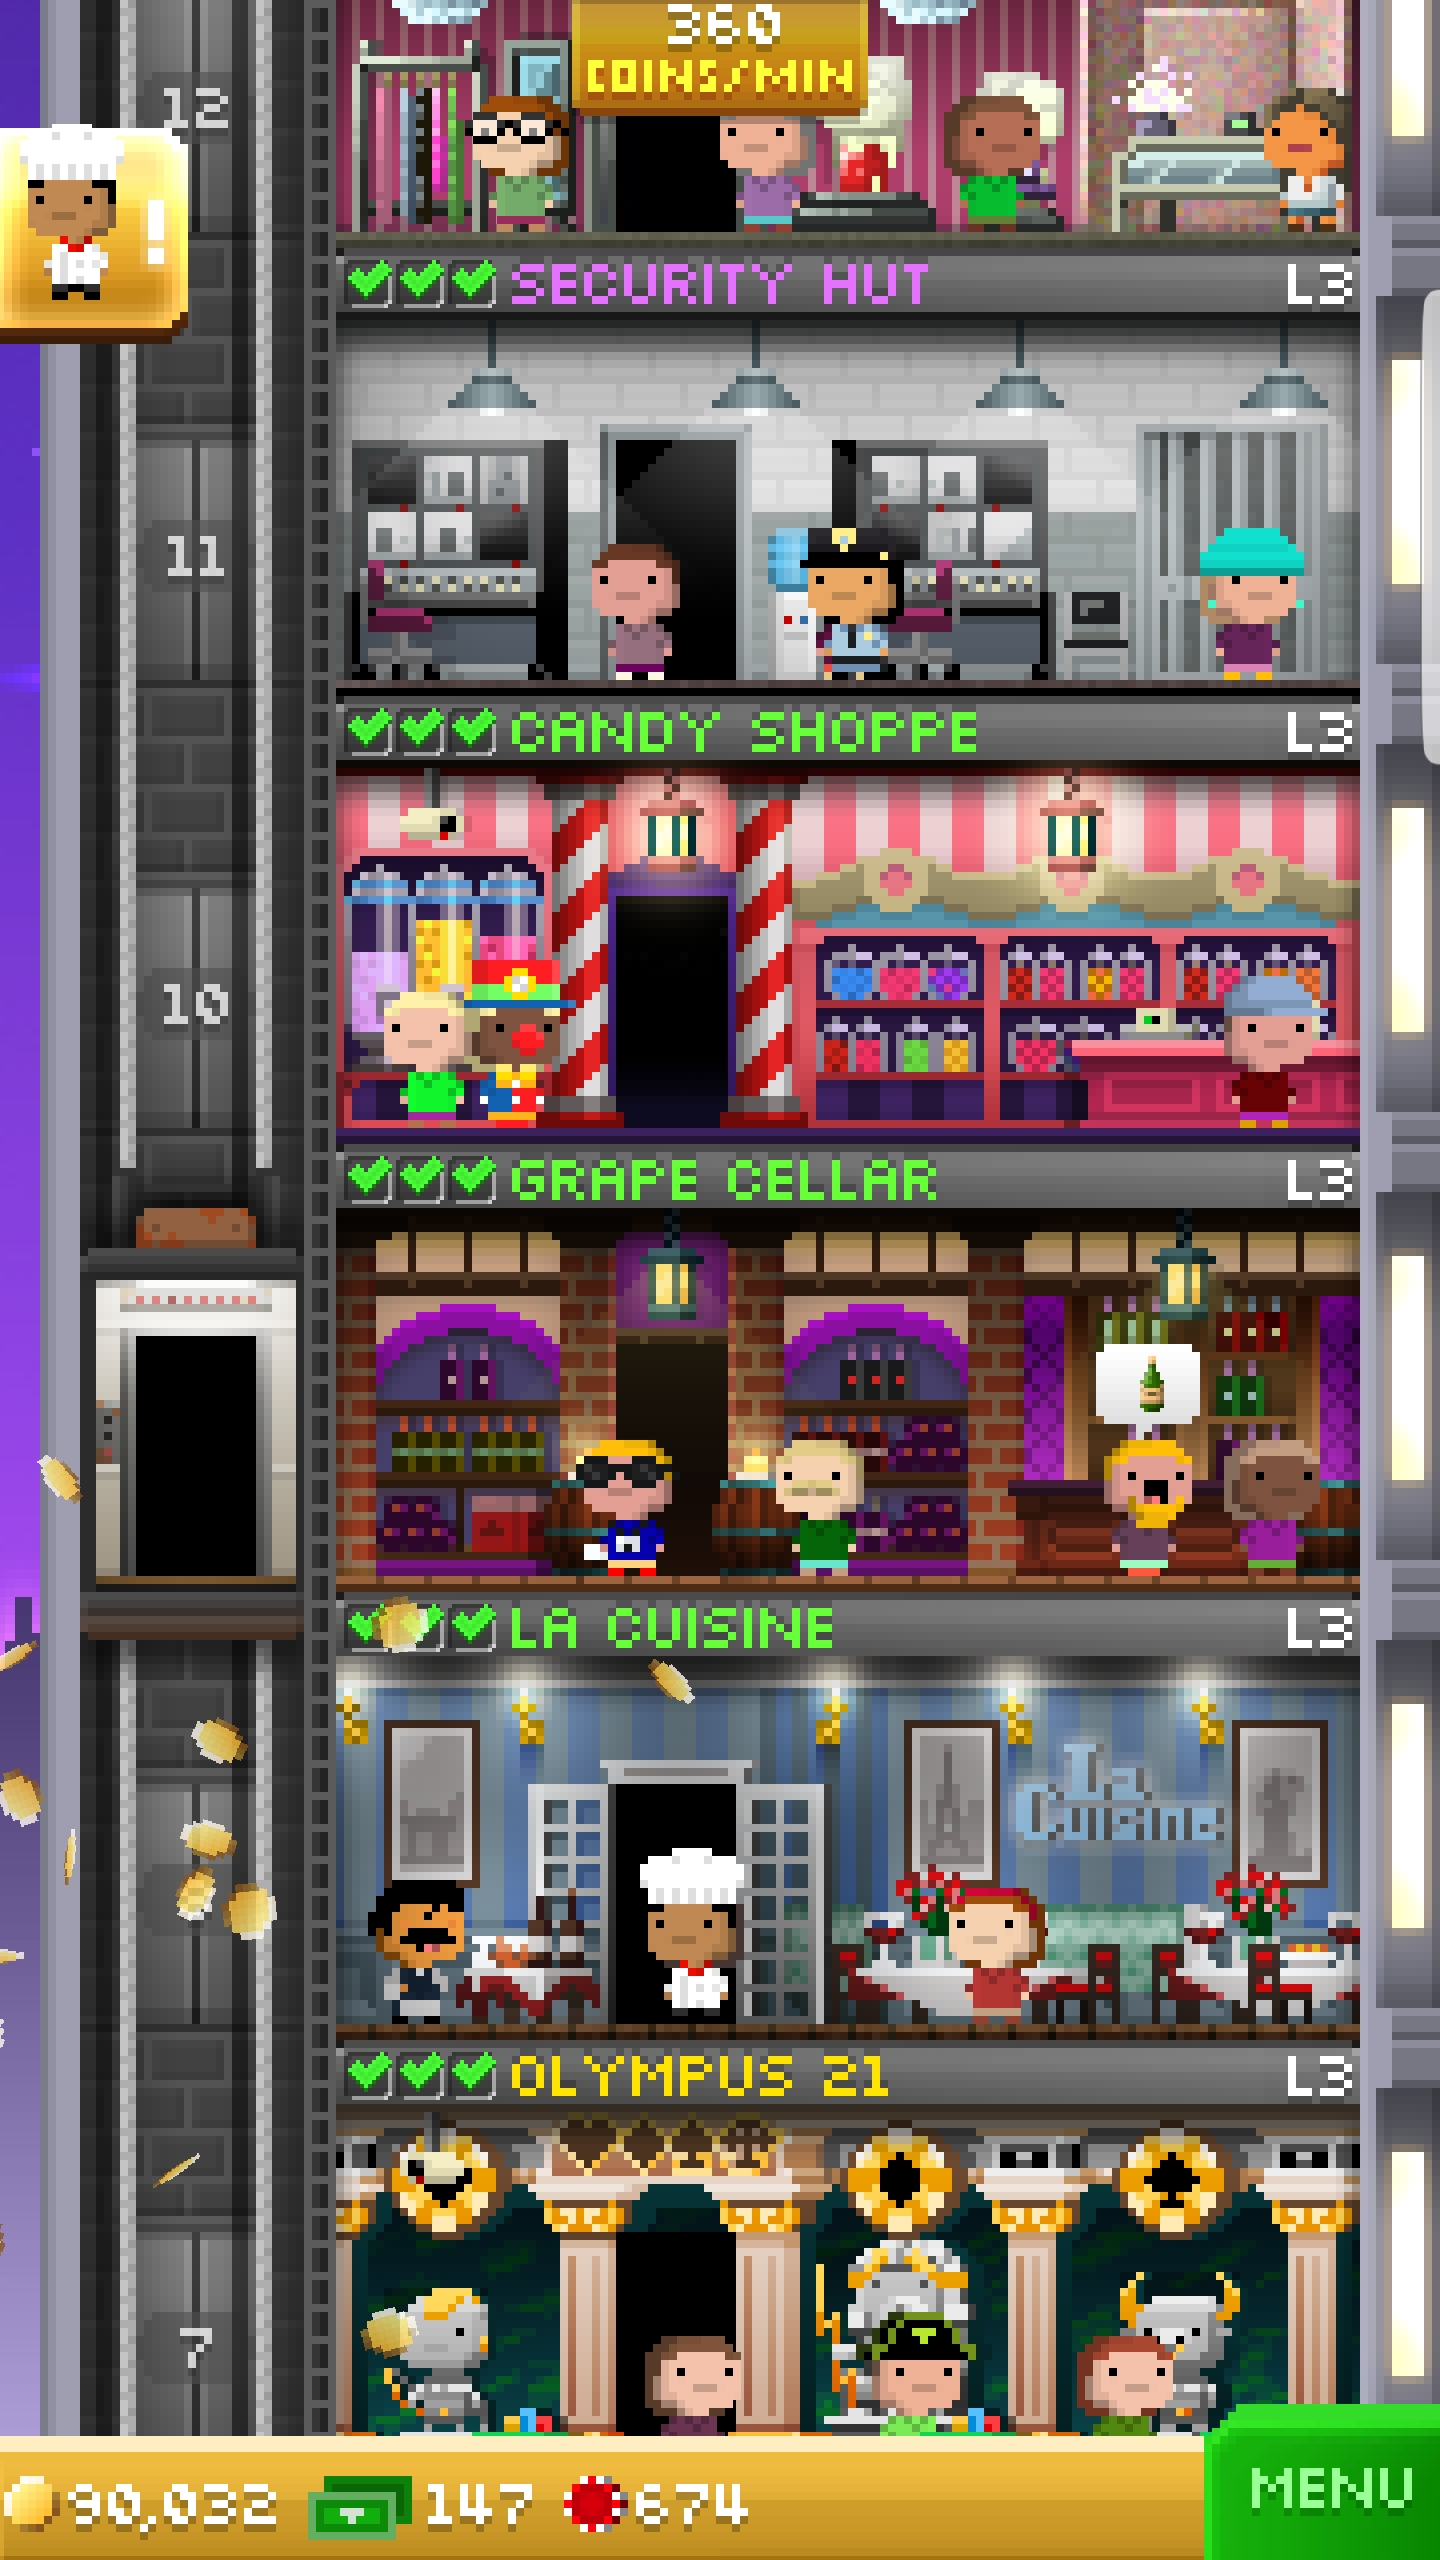 360
COINS/MIN
12
!
SECURITY HUT L3
11
CANDY SHOPPE L3
10
GRAPE CELLAR L3
LA CUISINE L3
La
Cuisine
OLYMPUS 21 L3
7
90,032 147 674
MENU